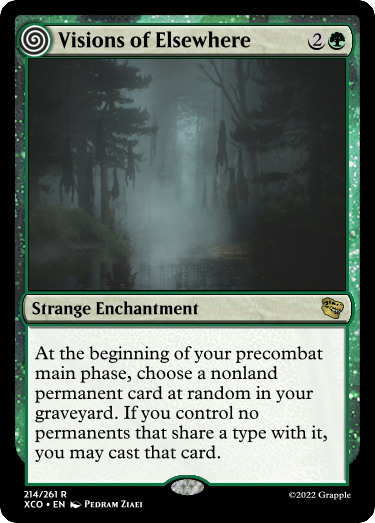 Visions of Elsewhere 2
Strange Enchantment
At the beginning of your precombat
main phase, choose a nonland
permanent card at random in your
graveyard. If you control no
permanents that share a type with it,
you may cast that card.
214/261 R
XCO • EN Pedram Ziaei
©2022 Grapple